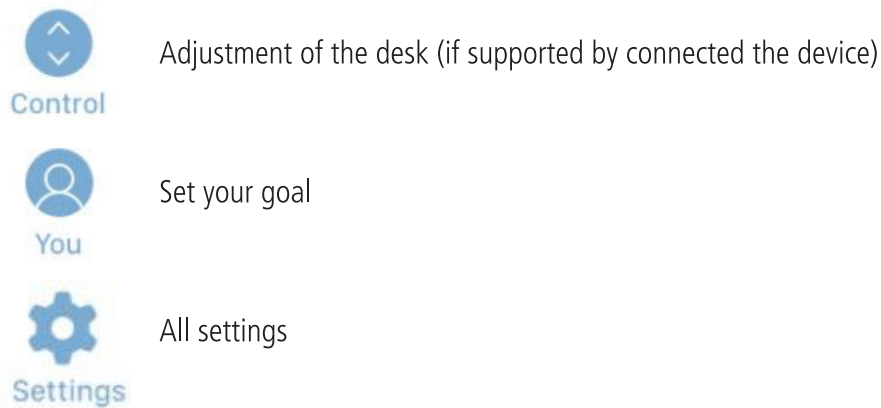 Adjustment of the desk (if supported by connected the device)
Control
Set your goal
You
All settings
Settings